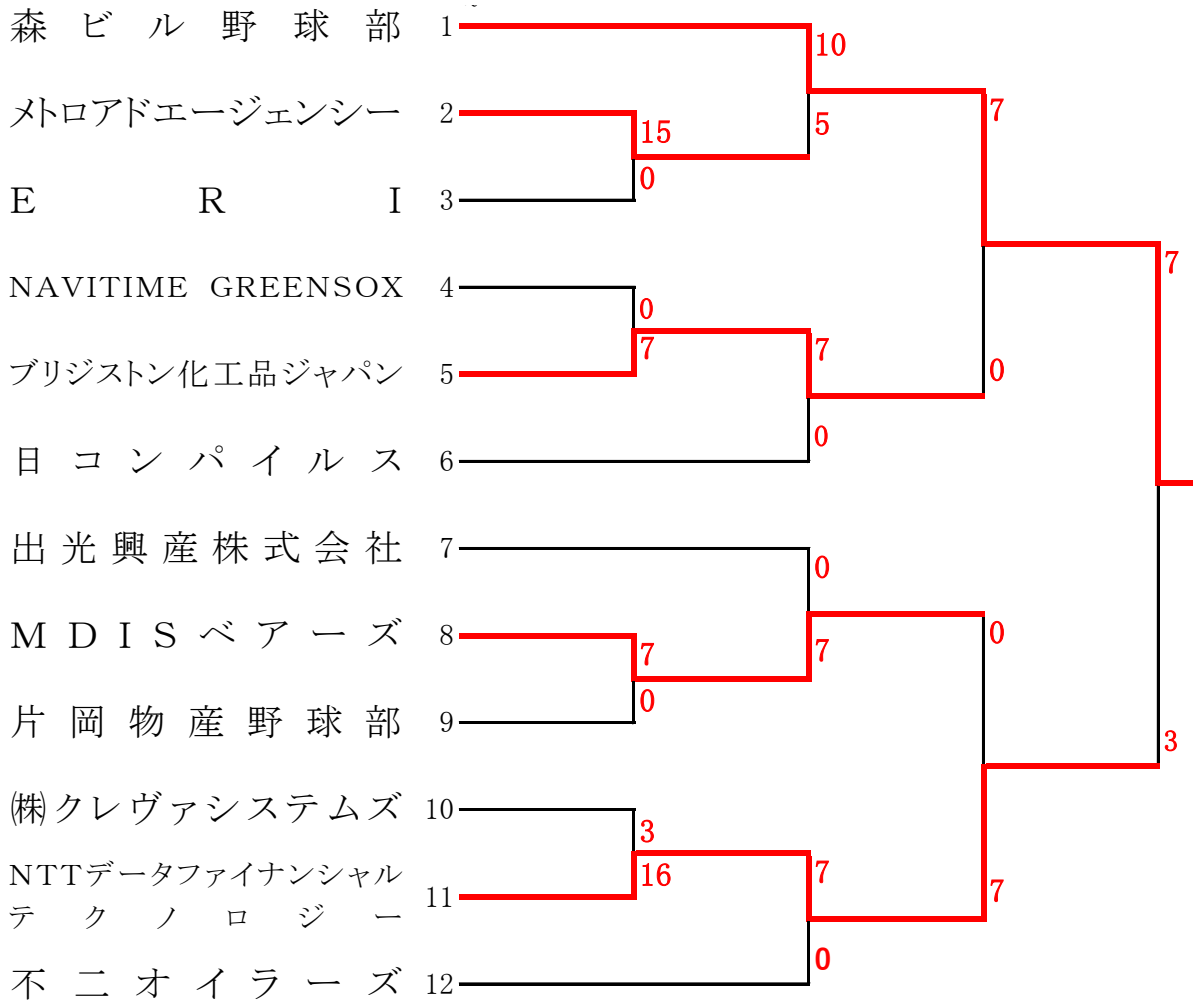 森ビル野球部 1
10
メトロアドエージェンシー 2
7
15
5
0
ERI 3
7
NAVITIME GREENSOX 4
0
7
7
ブリジストン化工品ジャパン 5
0
0
日コンパイルス 6
出光興産株式会社 7
0
MDISベアーズ 8
0
7
7
0
片岡物産野球部 9
3
㈱クレヴァシステムズ 10
3
NTTデータファイナンシャル
テクノロジー 11
16
7
7
0
不二オイラーズ 12